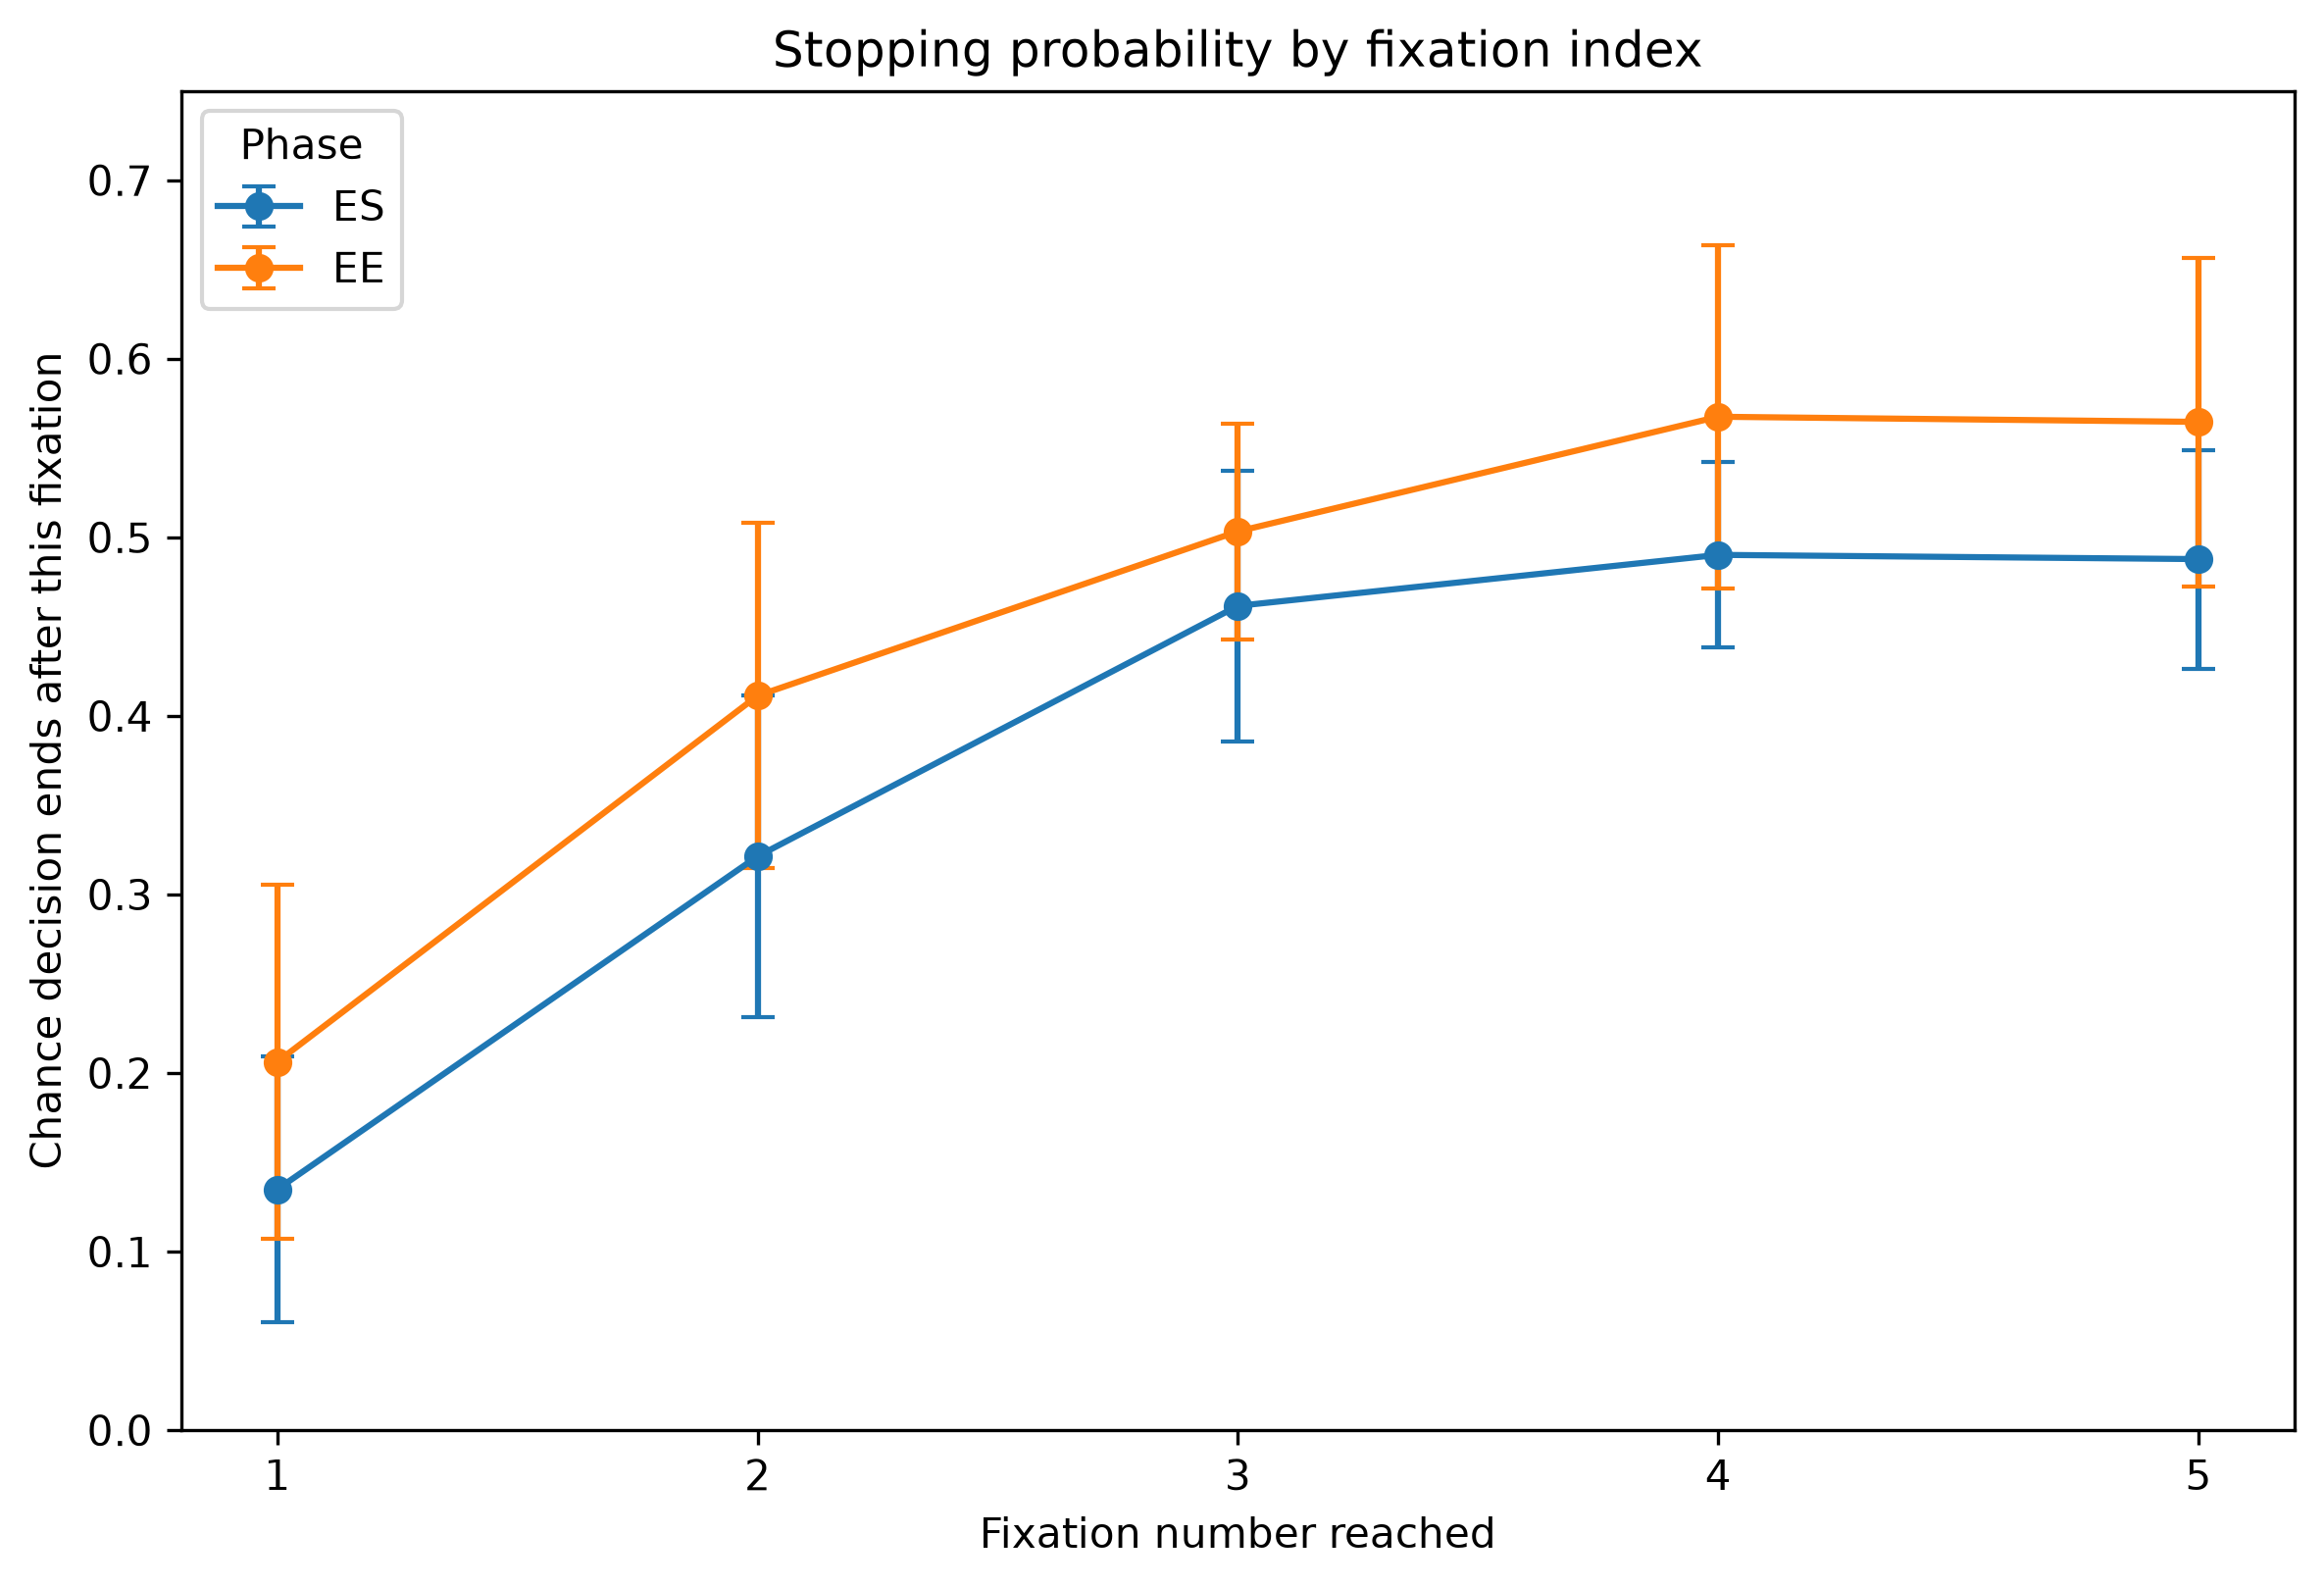 Stopping probability by fixation index
Phase
ES
EE
Chance decision ends after this fixation
0.7
0.6
0.5
0.4
0.3
0.2
0.1
0.0
1 2 3 4 5
Fixation number reached